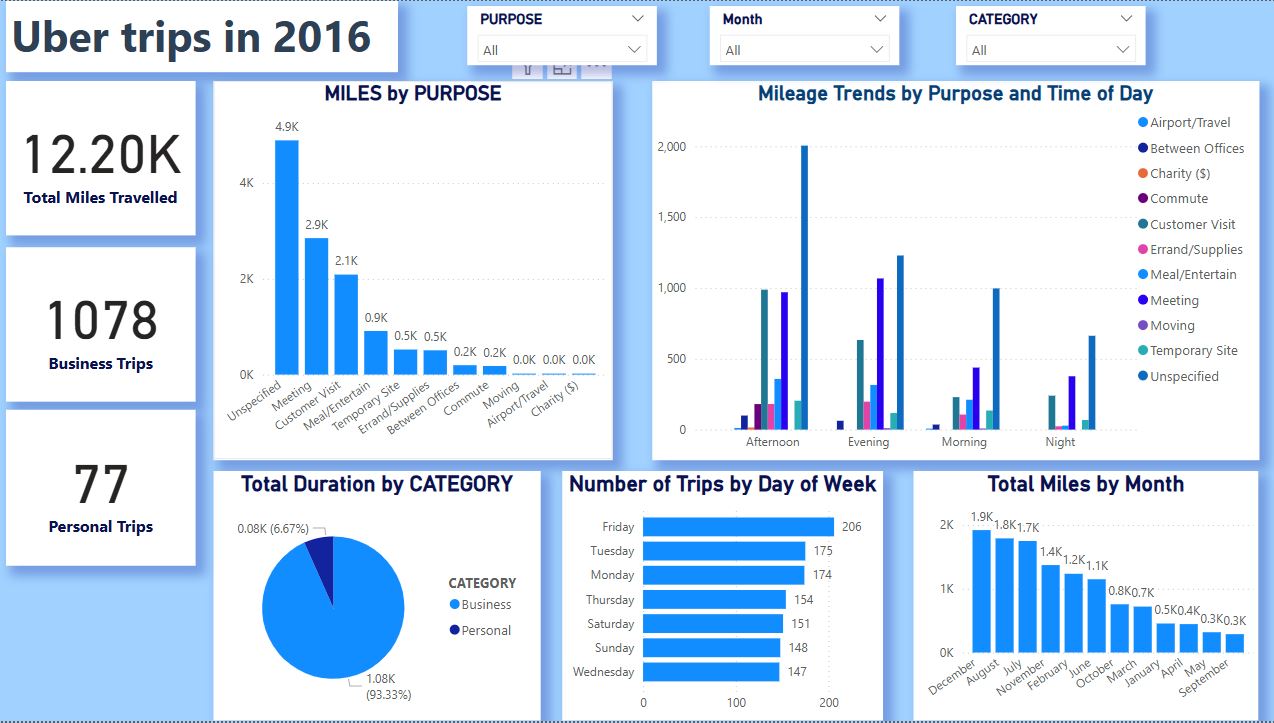 Uber trips in 2016
PURPOSE
All
Month
All
CATEGORY
All
12.20K
Total Miles Travelled
1078
Business Trips
77
Personal Trips
MILES by PURPOSE
4.9K
2.9K
2.1K
0.9K
0.5K
0.5K
0.2K
0.2K
0.0K
0.0K
0.0K
4K
2K
0K
Unspecified
Meeting
Customer Visit
Meal/Entertain
Temporary Site
Errand/Supplies
Between Offices
Commute
Moving
Airport/Travel
Charity ($)
Mileage Trends by Purpose and Time of Day
2,000
1,500
1,000
500
0
Afternoon
Evening
Morning
Night
Airport/Travel
Between Offices
Charity ($)
Commute
Customer Visit
Errand/Supplies
Meal/Entertain
Meeting
Moving
Temporary Site
Unspecified
Total Duration by CATEGORY
0.08K (6.67%)
1.08K
(93.33%)
CATEGORY
Business
Personal
Number of Trips by Day of Week
Friday 206
Tuesday 175
Monday 174
Thursday 154
Saturday 151
Sunday 148
Wednesday 147
0 100 200
Total Miles by Month
2K
1K
0K
1.9K
1.8K
1.7K
1.4K
1.2K
1.1K
0.8K
0.7K
0.5K
0.4K
0.3K
0.3K
December
August
July
November
February
June
October
March
January
April
May
September